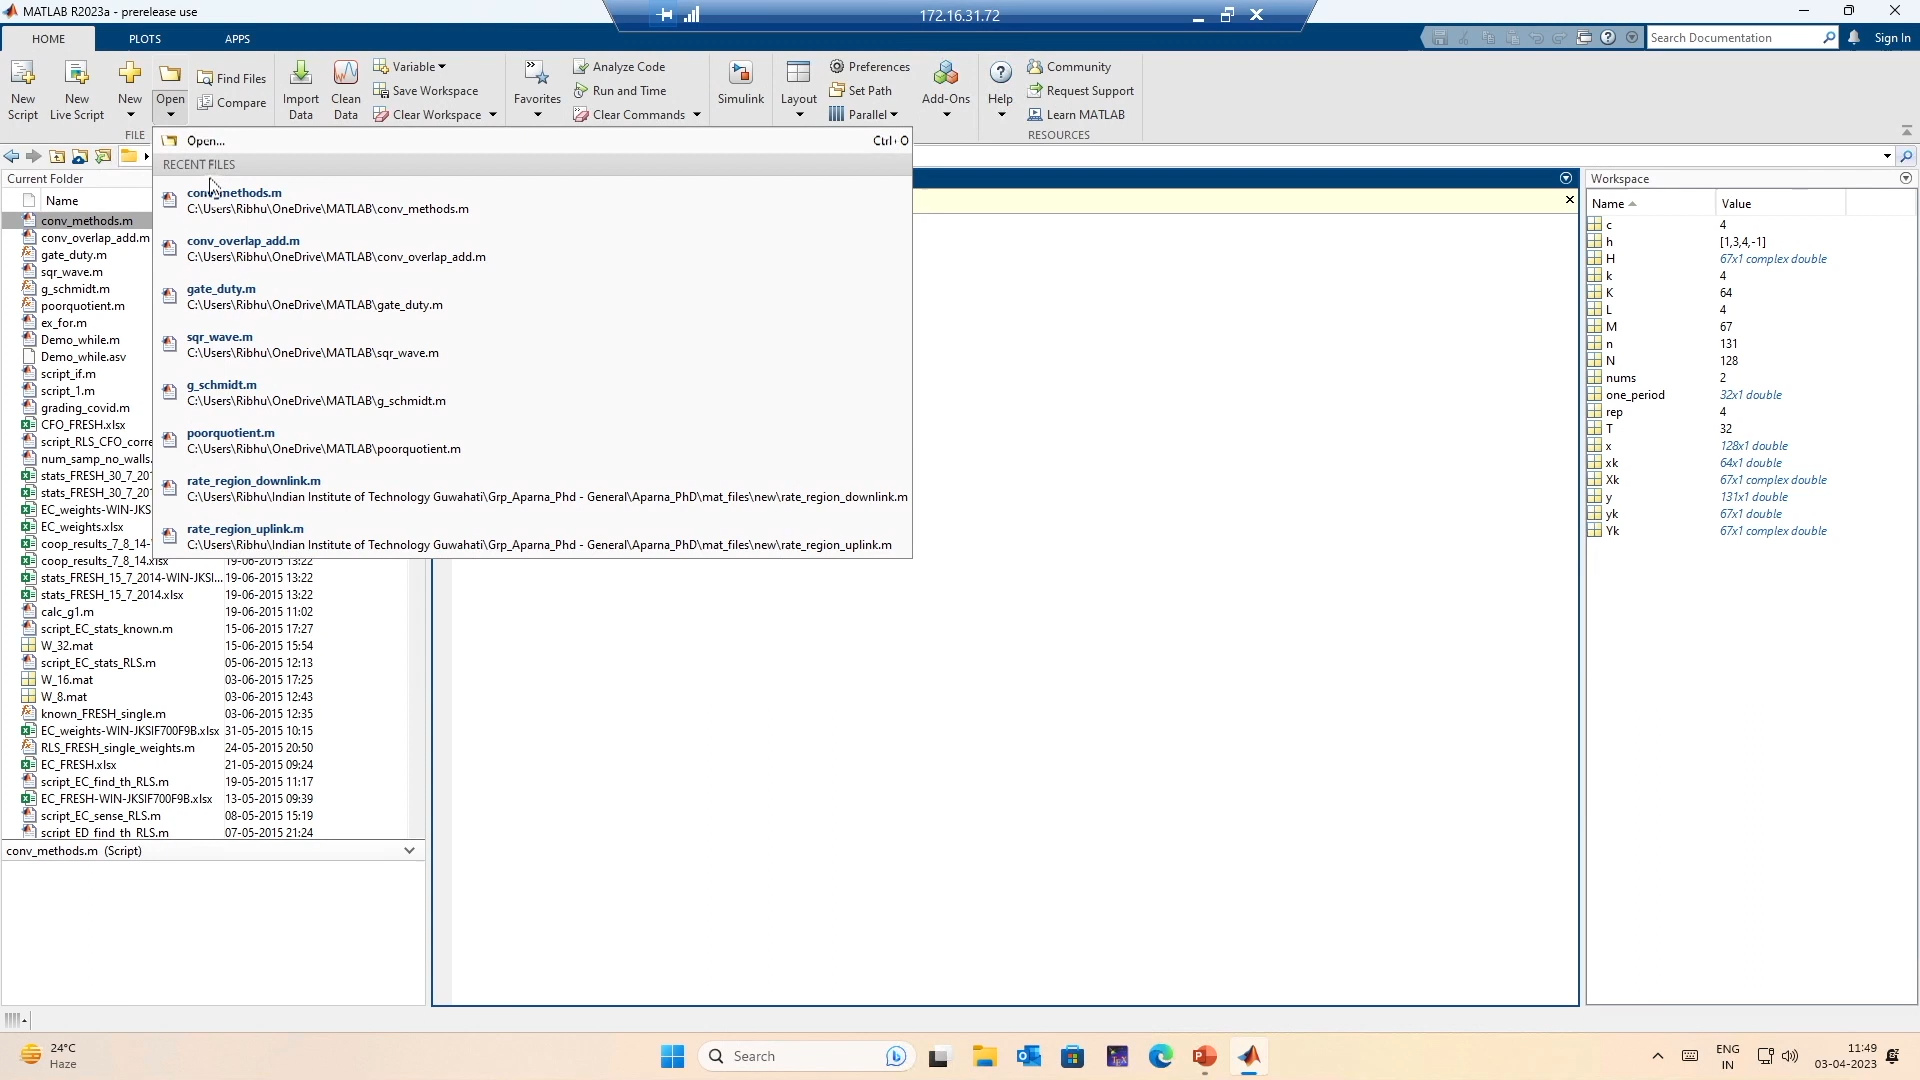 MATLAB R2023a - prerelease use
172.16.31.72
HOME PLOTS APPS
Search Documentation
Sign In
New Script
New Live Script
New
Open
Find Files
Compare
FILE
Import Data
Clean Data
Variable
Save Workspace
Clear Workspace
Favorites
Analyze Code
Run and Time
Clear Commands
Simulink
Layout
Preferences
Set Path
Parallel
Add-Ons
Help
Community
Request Support
Learn MATLAB
RESOURCES
Open... Ctrl+O
RECENT FILES
conv_methods.m
C:\Users\Ribhu\OneDrive\MATLAB\conv_methods.m
conv_overlap_add.m
C:\Users\Ribhu\OneDrive\MATLAB\conv_overlap_add.m
gate_duty.m
C:\Users\Ribhu\OneDrive\MATLAB\gate_duty.m
sqr_wave.m
C:\Users\Ribhu\OneDrive\MATLAB\sqr_wave.m
g_schmidt.m
C:\Users\Ribhu\OneDrive\MATLAB\g_schmidt.m
poorquotient.m
C:\Users\Ribhu\OneDrive\MATLAB\poorquotient.m
rate_region_downlink.m
C:\Users\Ribhu\Indian Institute of Technology Guwahati\Grp_Aparna_Phd - General\Aparna_PhD\mat_files\new\rate_region_downlink.m
rate_region_uplink.m
C:\Users\Ribhu\Indian Institute of Technology Guwahati\Grp_Aparna_Phd - General\Aparna_PhD\mat_files\new\rate_region_uplink.m
Current Folder
Name
conv_methods.m
conv_overlap_add.m
gate_duty.m
sqr_wave.m
g_schmidt.m
poorquotient.m
ex_for.m
Demo_while.m
Demo_while.asv
script_if.m
script_1.m
grading_covid.m
CFO_FRESH.xlsx
script_RLS_CFO_corre
num_samp_no_walls.
stats_FRESH_30_7_201
stats_FRESH_30_7_201
EC_weights-WIN-JKS
EC_weights.xlsx
coop_results_7_8_14-
coop_results_7_8_14.xlsx 19-06-2015 13:22
stats_FRESH_15_7_2014-WIN-JKSI... 19-06-2015 13:22
stats_FRESH_15_7_2014.xlsx 19-06-2015 13:22
calc_g1.m 19-06-2015 11:02
script_EC_stats_known.m 15-06-2015 17:27
W_32.mat 15-06-2015 15:54
script_EC_stats_RLS.m 05-06-2015 12:13
W_16.mat 03-06-2015 17:25
W_8.mat 03-06-2015 12:43
known_FRESH_single.m 03-06-2015 12:35
EC_weights-WIN-JKSIF700F9B.xlsx 31-05-2015 10:15
RLS_FRESH_single_weights.m 24-05-2015 20:50
EC_FRESH.xlsx 21-05-2015 09:24
script_EC_find_th_RLS.m 19-05-2015 11:17
EC_FRESH-WIN-JKSIF700F9B.xlsx 13-05-2015 09:39
script_EC_sense_RLS.m 08-05-2015 15:19
script_ED_find_th_RLS.m 07-05-2015 21:24
conv_methods.m (Script)
Workspace
Name Value
c 4
h [1,3,4,-1]
H 67x1 complex double
k 4
K 64
L 4
M 67
n 131
N 128
nums 2
one_period 32x1 double
rep 4
T 32
x 128x1 double
xk 64x1 double
Xk 67x1 complex double
y 131x1 double
yk 67x1 double
Yk 67x1 complex double
24°C
Haze
Search
ENG
IN
11:49
03-04-2023